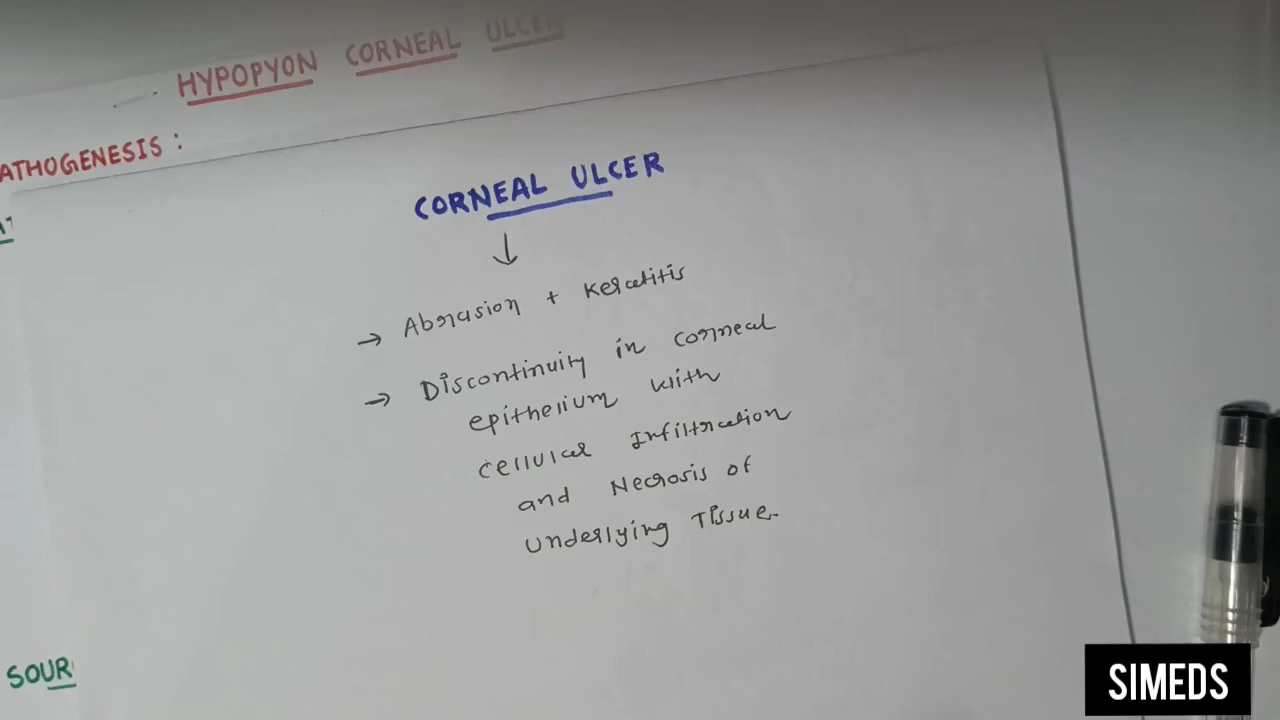 HYPOPYON CORNEAL ULCER
ATHOGENESIS :
CORNEAL ULCER
↓
→ Abrasion + Keratitis
→ Discontinuity in corneal
epithelium with
cellular Infiltration
and Necrosis of
underlying Tissue.
SOUR
SIMEDS